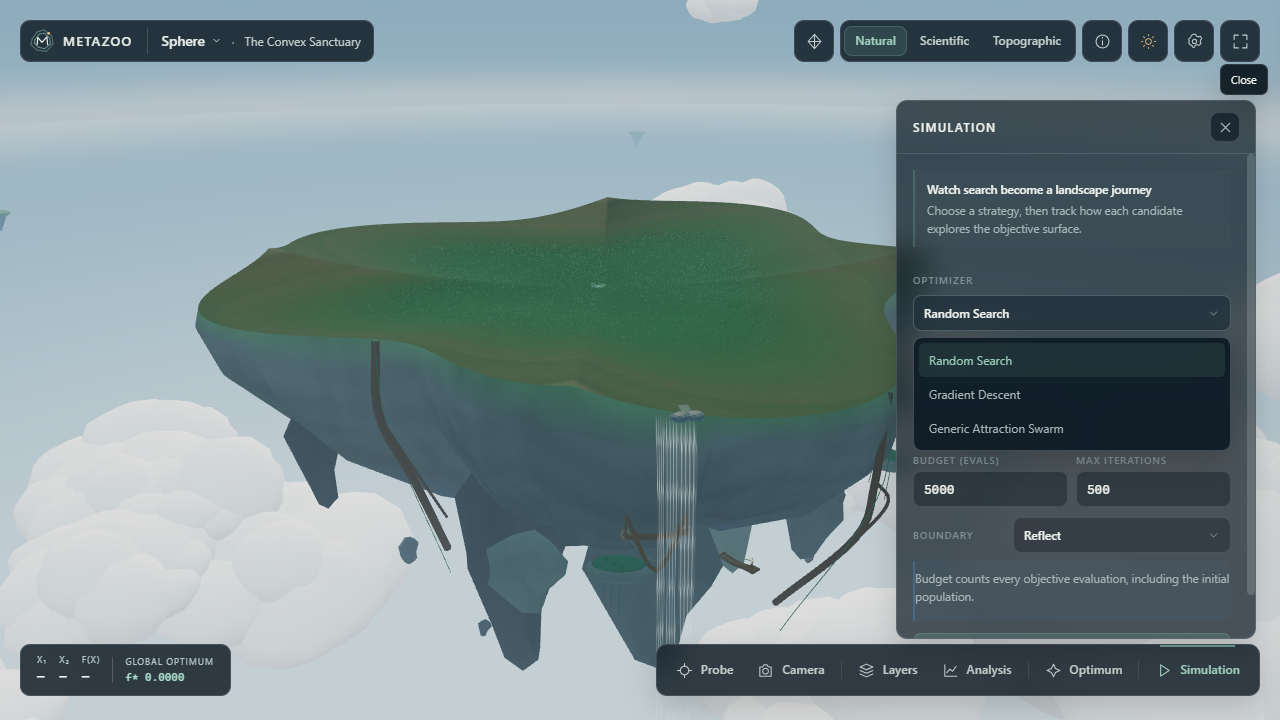 METAZOO
Sphere · The Convex Sanctuary
Natural
Scientific
Topographic
Close
SIMULATION
Watch search become a landscape journey
Choose a strategy, then track how each candidate
explores the objective surface.
OPTIMIZER
Random Search
Random Search
Gradient Descent
Generic Attraction Swarm
BUDGET (EVALS)
MAX ITERATIONS
5000
500
BOUNDARY
Reflect
Budget counts every objective evaluation, including the initial
population.
X₁ X₂ F(X)
— — —
GLOBAL OPTIMUM
f* 0.0000
Probe
Camera
Layers
Analysis
Optimum
Simulation